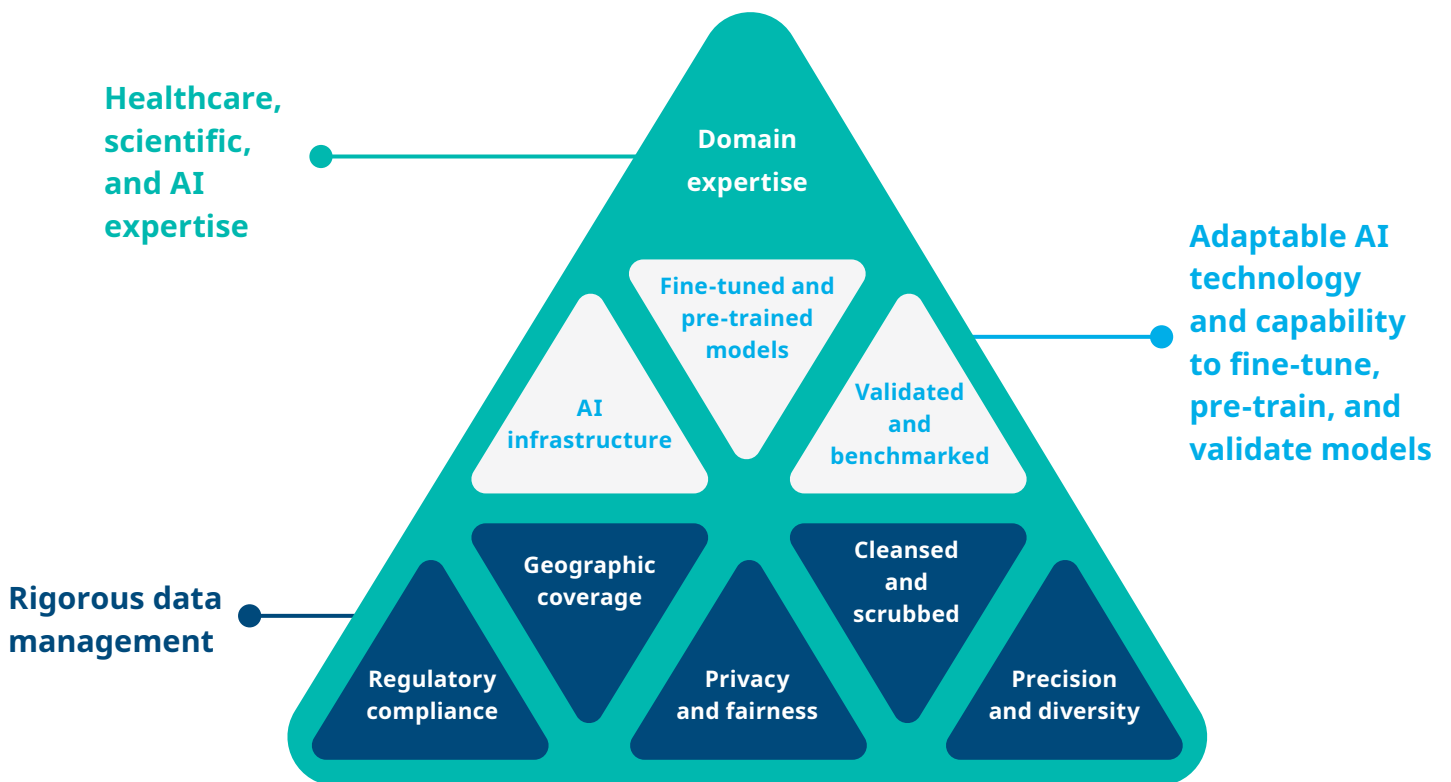 Healthcare,
scientific,
and AI
expertise
Domain
expertise
Adaptable AI
technology
and capability
to fine-tune,
pre-train, and
validate models
Fine-tuned and
pre-trained
models
AI
infrastructure
Validated
and
benchmarked
Rigorous data
management
Geographic
coverage
Cleansed
and
scrubbed
Regulatory
compliance
Privacy
and fairness
Precision
and diversity